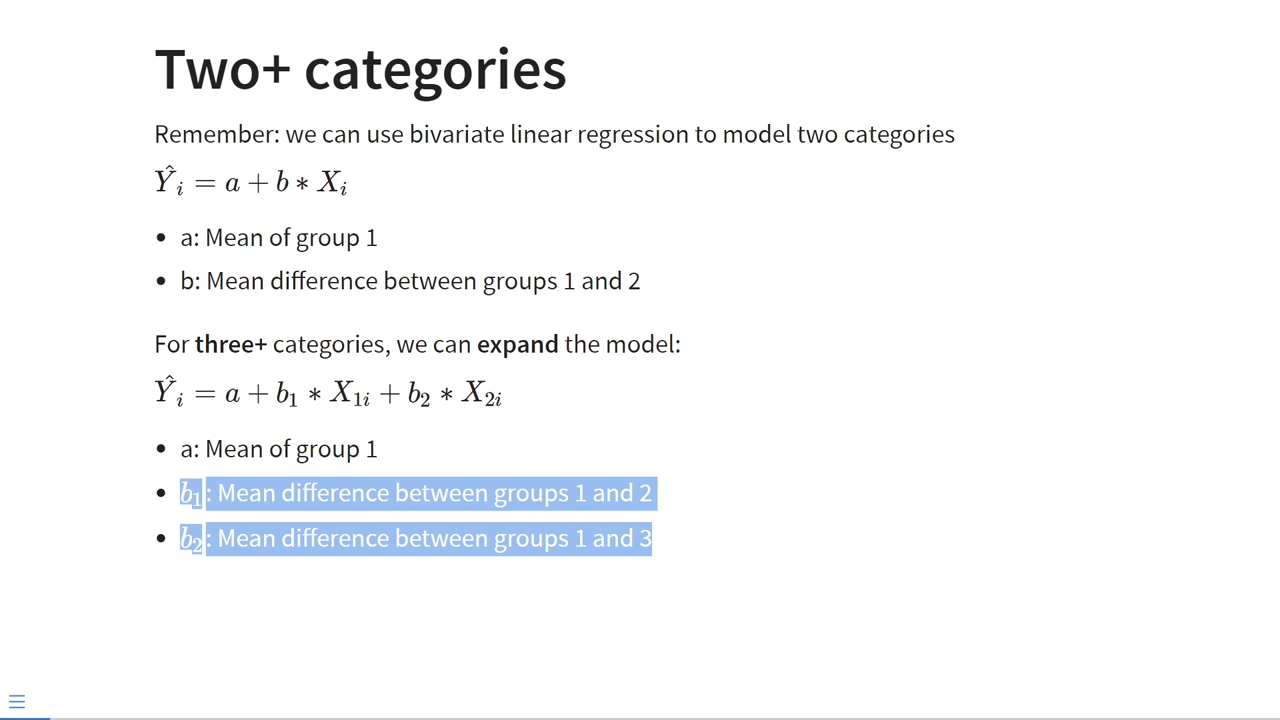 Two+ categories
Remember: we can use bivariate linear regression to model two categories
Ŷᵢ = a + b ∗ Xᵢ
• a: Mean of group 1
• b: Mean difference between groups 1 and 2
For three+ categories, we can expand the model:
Ŷᵢ = a + b₁ ∗ X₁ᵢ + b₂ ∗ X₂ᵢ
• a: Mean of group 1
• b₁: Mean difference between groups 1 and 2
• b₂: Mean difference between groups 1 and 3